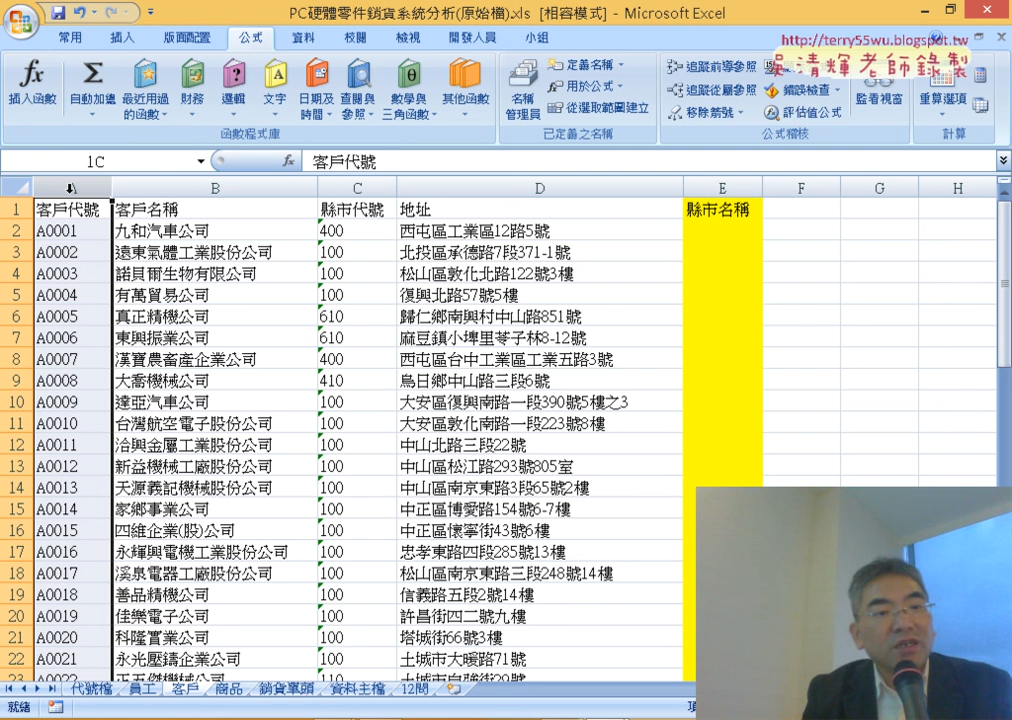 PC硬體零件銷貨系統分析(原始檔).xls [相容模式] - Microsoft Excel
常用 插入 版面配置 公式 資料 校閱 檢視 開發人員 小組
http://terry55wu.blogspot.tw
吳清輝老師錄製
插入函數 自動加總 最近用過的函數 財務 邏輯 文字 日期及時間 查閱與參照 數學與三角函數 其他函數
函數程式庫
名稱管理員 定義名稱 用於公式 從選取範圍建立
已定義之名稱
追蹤前導參照 追蹤從屬參照 移除箭號 錯誤檢查 評估值公式 監看視窗
公式稽核
重算選項
計算
1C fx 客戶代號
A B C D E F G H
1 客戶代號 客戶名稱 縣市代號 地址 縣市名稱
2 A0001 九和汽車公司 400 西屯區工業區12路5號
3 A0002 遠東氣體工業股份公司 100 北投區承德路7段371-1號
4 A0003 諾貝爾生物有限公司 100 松山區敦化北路122號3樓
5 A0004 有萬貿易公司 100 復興北路57號5樓
6 A0005 真正精機公司 610 歸仁鄉南興村中山路851號
7 A0006 東興振業公司 610 麻豆鎮小埤里苓子林8-12號
8 A0007 漢寶農畜產企業公司 400 西屯區台中工業區工業五路3號
9 A0008 大喬機械公司 410 烏日鄉中山路三段6號
10 A0009 達亞汽車公司 100 大安區復興南路一段390號5樓之3
11 A0010 台灣航空電子股份公司 100 大安區敦化南路一段223號8樓
12 A0011 洽興金屬工業股份公司 100 中山北路三段22號
13 A0012 新益機械工廠股份公司 100 中山區松江路293號805室
14 A0013 天源義記機械股份公司 100 中山區南京東路3段65號2樓
15 A0014 家鄉事業公司 100 中正區博愛路154號6-7樓
16 A0015 四維企業(股)公司 100 中正區懷寧街43號6樓
17 A0016 永輝興電機工業股份公司 100 忠孝東路四段285號13樓
18 A0017 溪泉電器工廠股份公司 100 松山區南京東路三段248號14樓
19 A0018 善品精機公司 100 信義路五段2號14樓
20 A0019 佳樂電子公司 100 許昌街四二號九樓
21 A0020 科隆實業公司 100 塔城街66號3樓
22 A0021 永光壓鑄企業公司 100 土城市大暖路71號
代號檔 員工 客戶 商品 銷貨單頭 資料主檔 12問
就緒